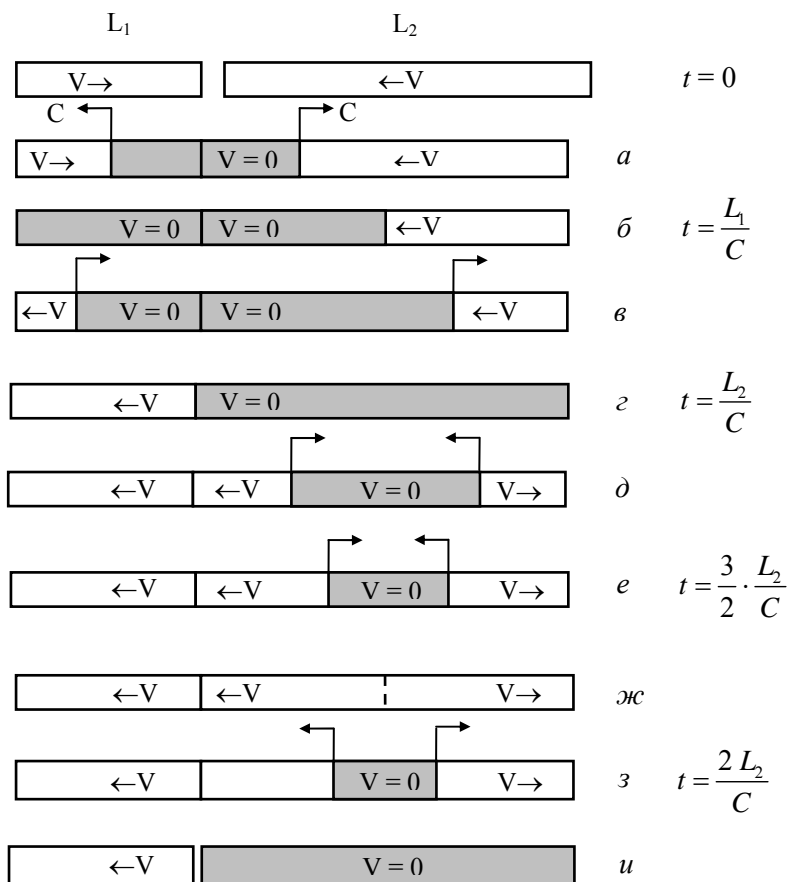 L₁ L₂
V→ ←V t = 0
C C
V→ V = 0 ←V а
V = 0 V = 0 ←V б t = L₁/C
←V V = 0 V = 0 ←V в
←V V = 0 г t = L₂/C
←V ←V V = 0 V→ д
←V ←V V = 0 V→ е t = 3/2 · L₂/C
←V ←V V→ ж
←V V = 0 V→ з t = 2 L₂/C
←V V = 0 и